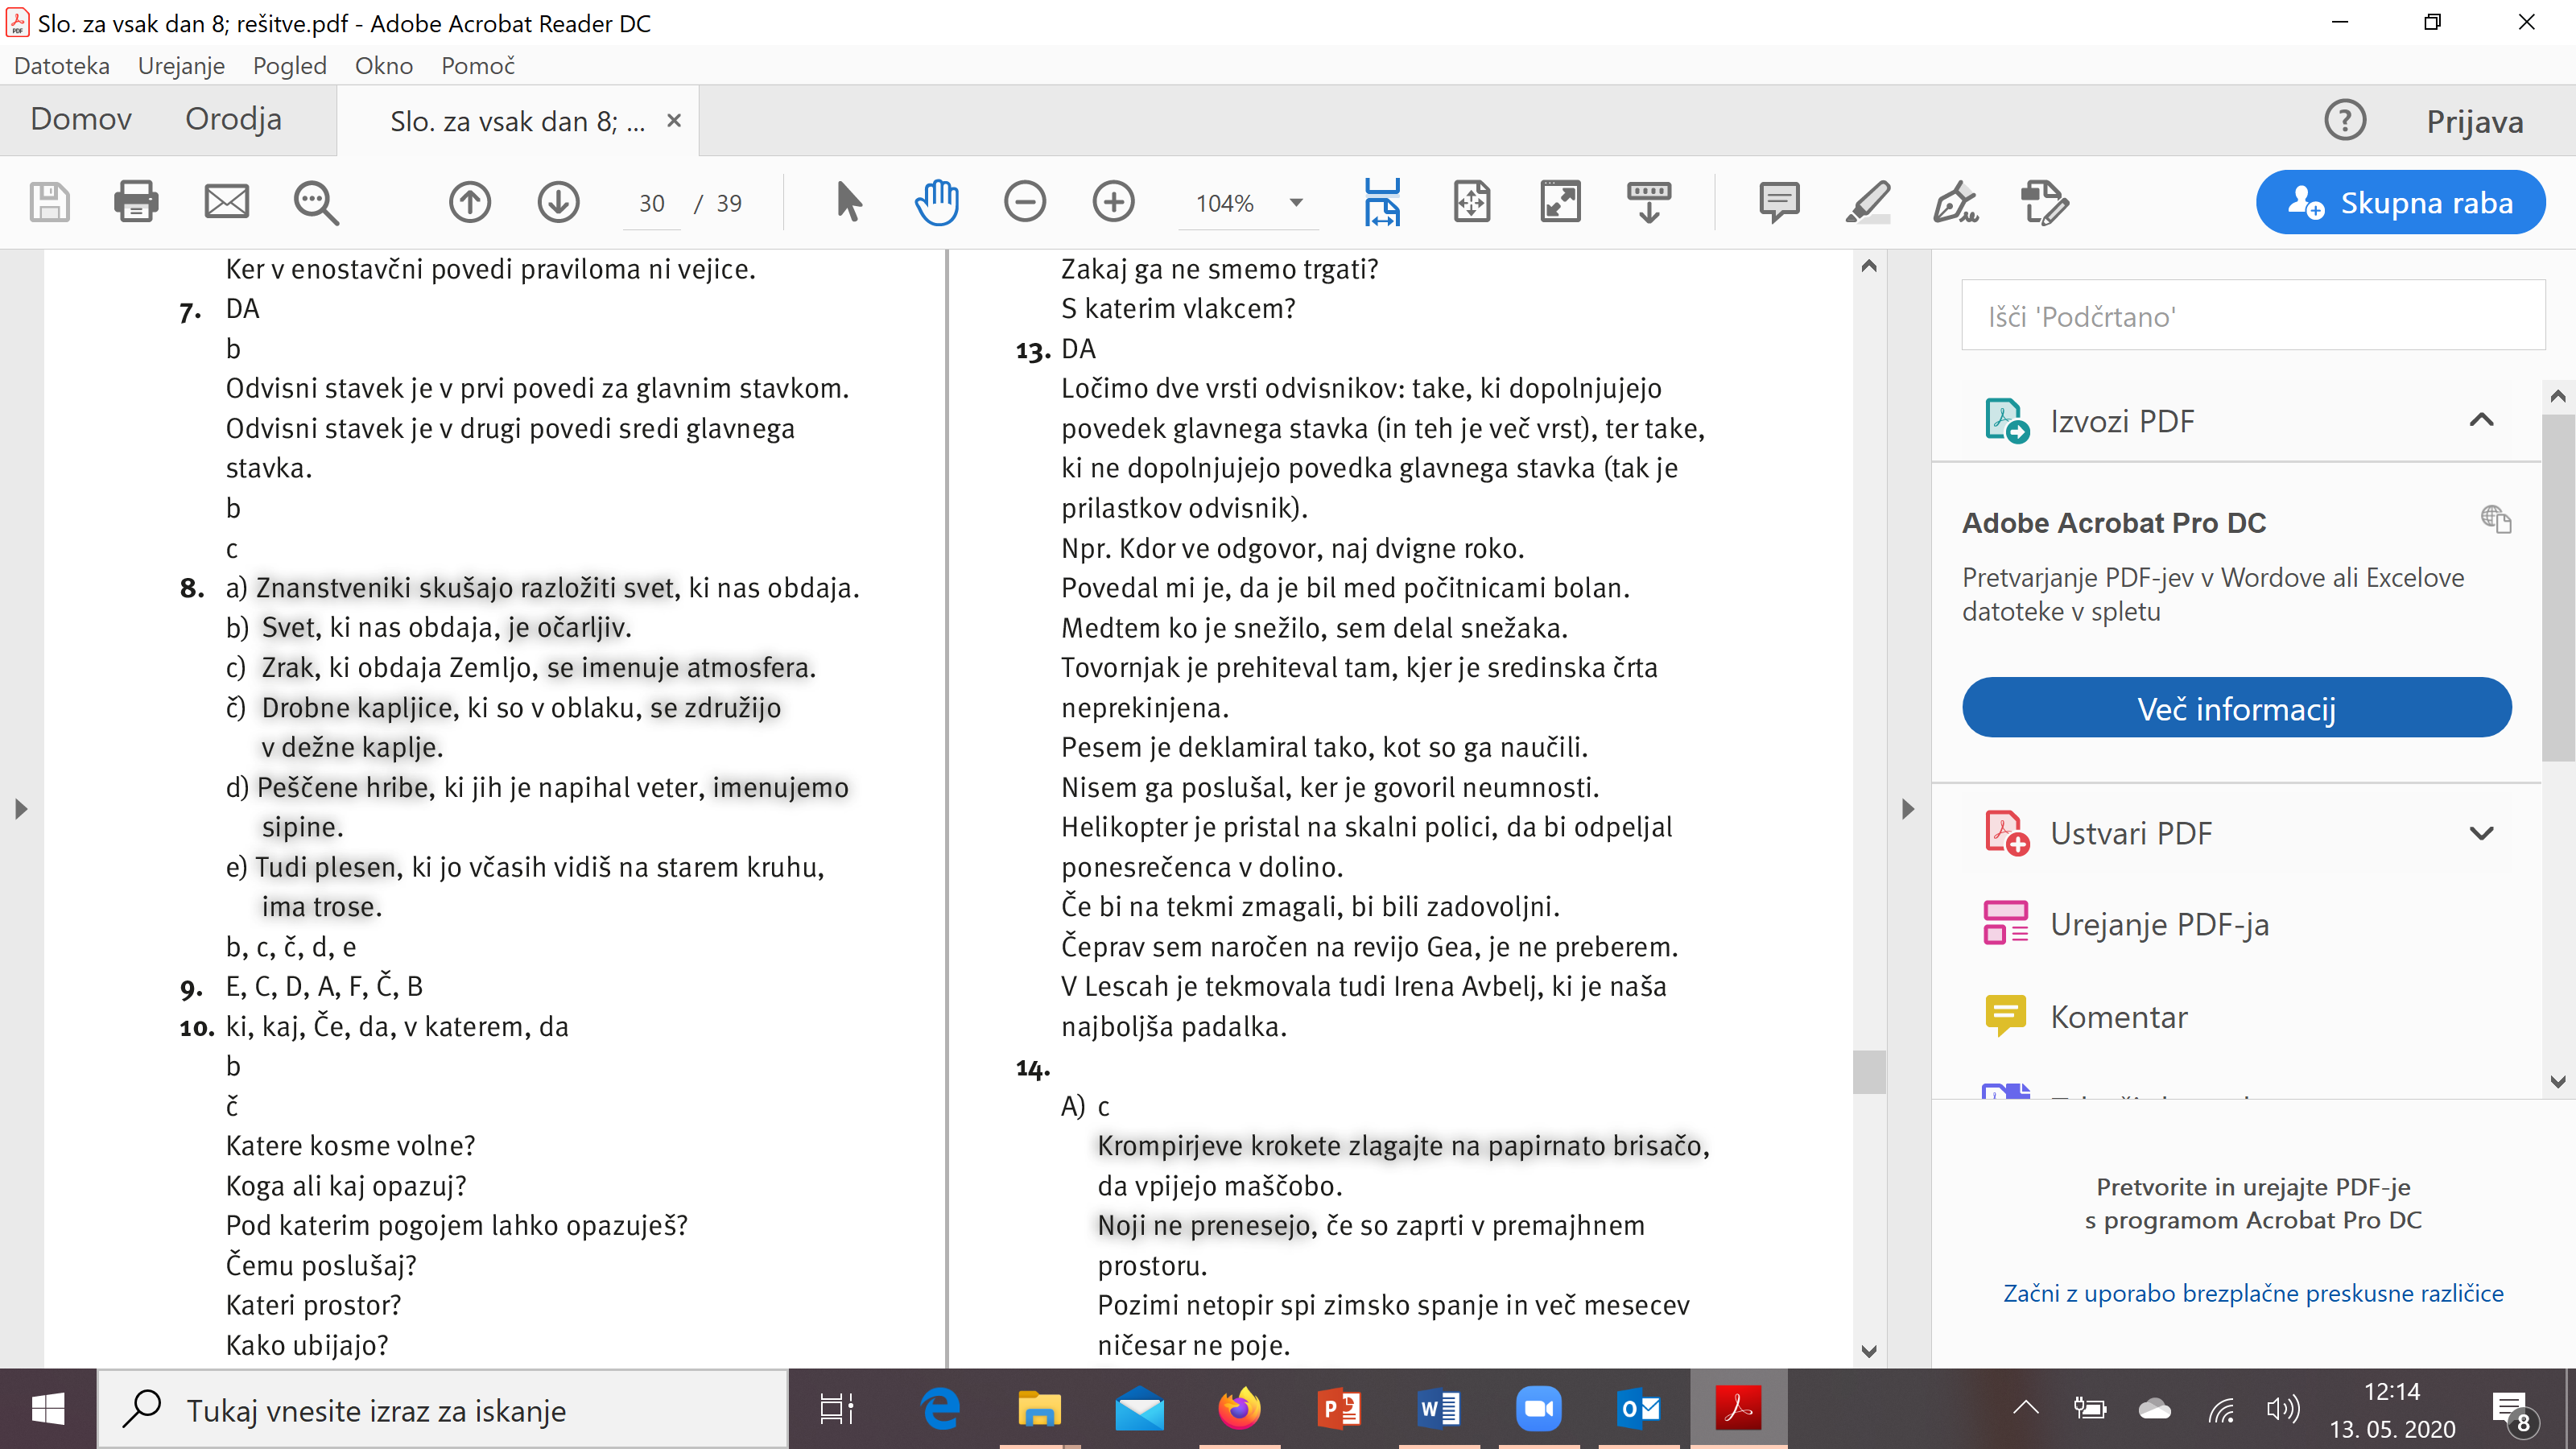 Slo. za vsak dan 8; rešitve.pdf - Adobe Acrobat Reader DC
Datoteka Urejanje Pogled Okno Pomoč
Domov Orodja Slo. za vsak dan 8; ... × Prijava
30 / 39 104% Skupna raba
Ker v enostavčni povedi praviloma ni vejice.
7. DA
b
Odvisni stavek je v prvi povedi za glavnim stavkom.
Odvisni stavek je v drugi povedi sredi glavnega
stavka.
b
c
8. a) Znanstveniki skušajo razložiti svet, ki nas obdaja.
b) Svet, ki nas obdaja, je očarljiv.
c) Zrak, ki obdaja Zemljo, se imenuje atmosfera.
č) Drobne kapljice, ki so v oblaku, se združijo
v dežne kaplje.
d) Peščene hribe, ki jih je napihal veter, imenujemo
sipine.
e) Tudi plesen, ki jo včasih vidiš na starem kruhu,
ima trose.
b, c, č, d, e
9. E, C, D, A, F, Č, B
10. ki, kaj, Če, da, v katerem, da
b
č
Katere kosme volne?
Koga ali kaj opazuj?
Pod katerim pogojem lahko opazuješ?
Čemu poslušaj?
Kateri prostor?
Kako ubijajo?
Zakaj ga ne smemo trgati?
S katerim vlakcem?
13. DA
Ločimo dve vrsti odvisnikov: take, ki dopolnjujejo
povedek glavnega stavka (in teh je več vrst), ter take,
ki ne dopolnjujejo povedka glavnega stavka (tak je
prilastkov odvisnik).
Npr. Kdor ve odgovor, naj dvigne roko.
Povedal mi je, da je bil med počitnicami bolan.
Medtem ko je snežilo, sem delal snežaka.
Tovornjak je prehiteval tam, kjer je sredinska črta
neprekinjena.
Pesem je deklamiral tako, kot so ga naučili.
Nisem ga poslušal, ker je govoril neumnosti.
Helikopter je pristal na skalni polici, da bi odpeljal
ponesrečenca v dolino.
Če bi na tekmi zmagali, bi bili zadovoljni.
Čeprav sem naročen na revijo Gea, je ne preberem.
V Lescah je tekmovala tudi Irena Avbelj, ki je naša
najboljša padalka.
14.
A) c
Krompirjeve krokete zlagajte na papirnato brisačo,
da vpijejo maščobo.
Noji ne prenesejo, če so zaprti v premajhnem
prostoru.
Pozimi netopir spi zimsko spanje in več mesecev
ničesar ne poje.
Išči 'Podčrtano'
Izvozi PDF
Adobe Acrobat Pro DC
Pretvarjanje PDF-jev v Wordove ali Excelove
datoteke v spletu
Več informacij
Ustvari PDF
Urejanje PDF-ja
Komentar
Pretvorite in urejajte PDF-je
s programom Acrobat Pro DC
Začni z uporabo brezplačne preskusne različice
Tukaj vnesite izraz za iskanje
12:14
13. 05. 2020
8